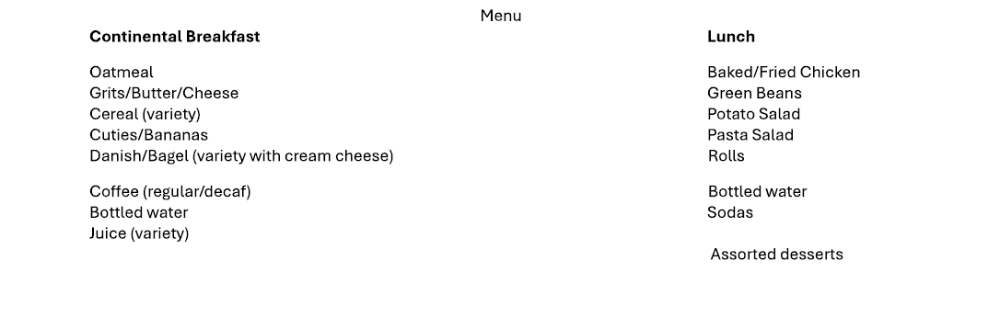 Menu
Continental Breakfast
Oatmeal
Grits/Butter/Cheese
Cereal (variety)
Cuties/Bananas
Danish/Bagel (variety with cream cheese)
Coffee (regular/decaf)
Bottled water
Juice (variety)
Lunch
Baked/Fried Chicken
Green Beans
Potato Salad
Pasta Salad
Rolls
Bottled water
Sodas
Assorted desserts